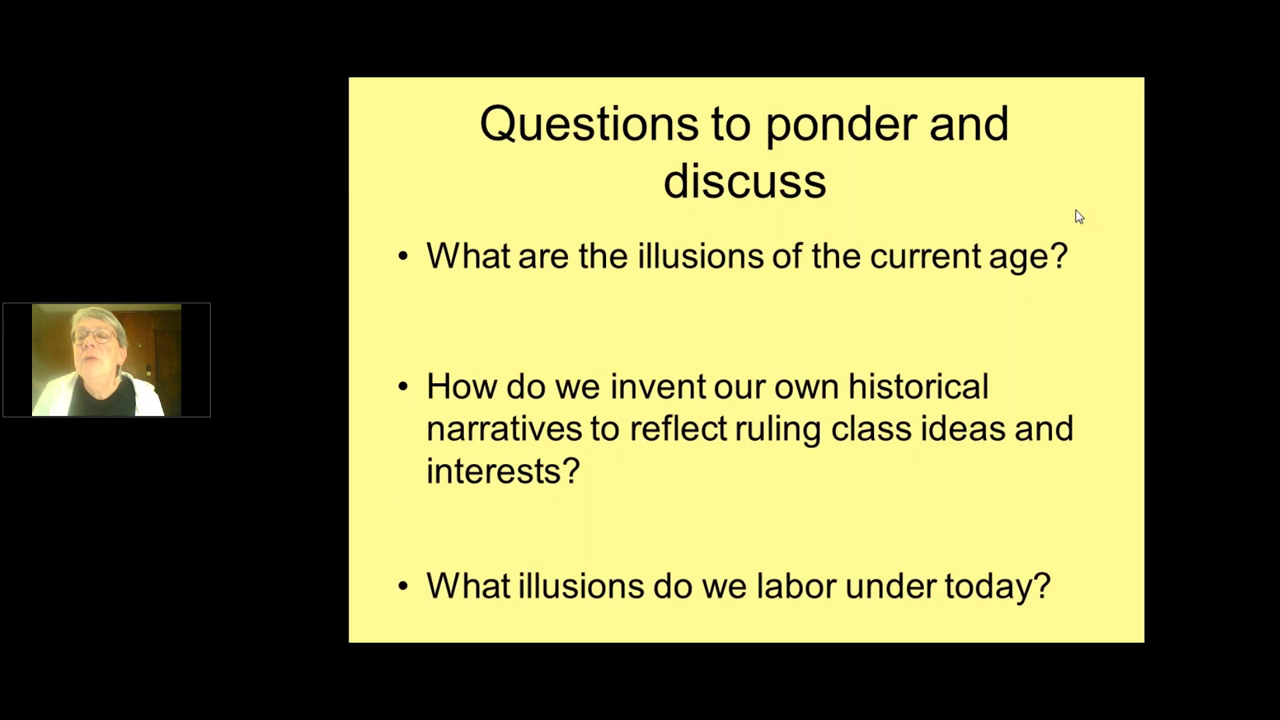 Questions to ponder and
discuss
• What are the illusions of the current age?
• How do we invent our own historical
narratives to reflect ruling class ideas and
interests?
• What illusions do we labor under today?